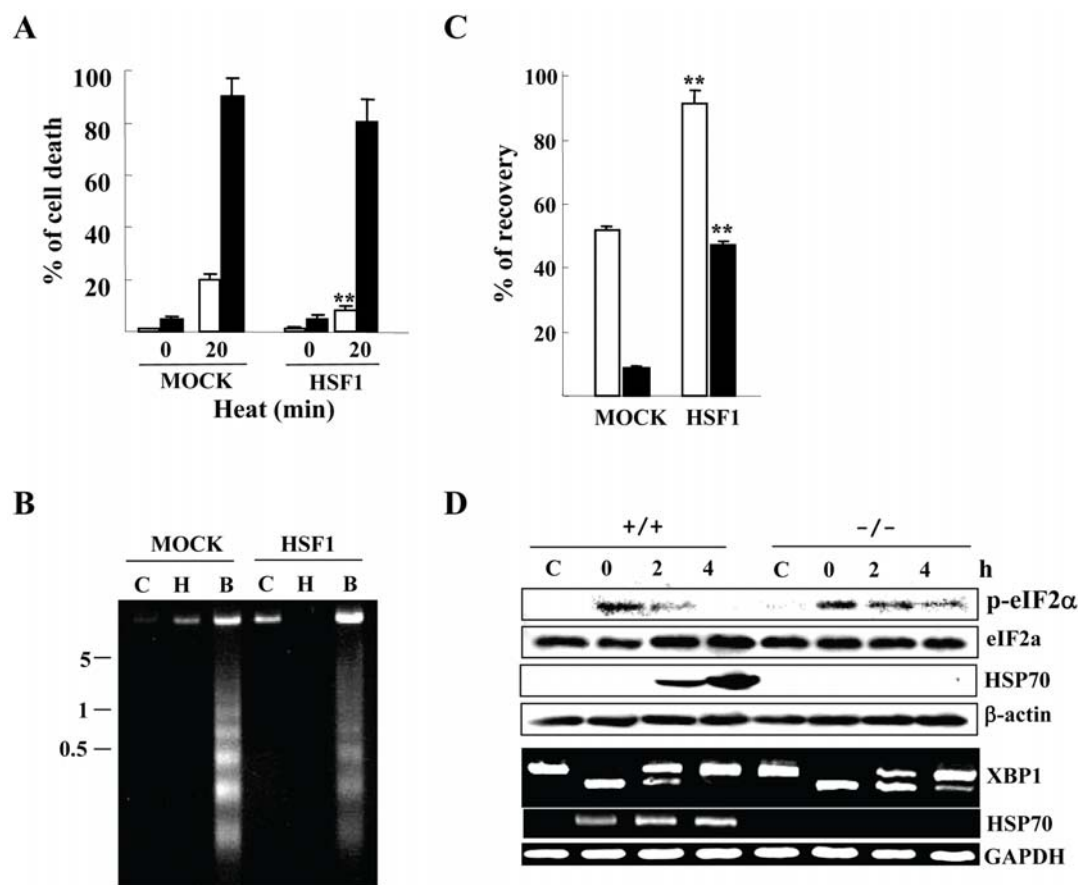 A
% of cell death
100
80
60
40
20
**
0 20 0 20
MOCK HSF1
Heat (min)
C
% of recovery
100
80
60
40
20
**
**
MOCK HSF1
B
MOCK HSF1
C H B C H B
5
1
0.5
D
+/+ -/-
C 0 2 4 C 0 2 4 h
p-eIF2α
eIF2a
HSP70
β-actin
XBP1
HSP70
GAPDH